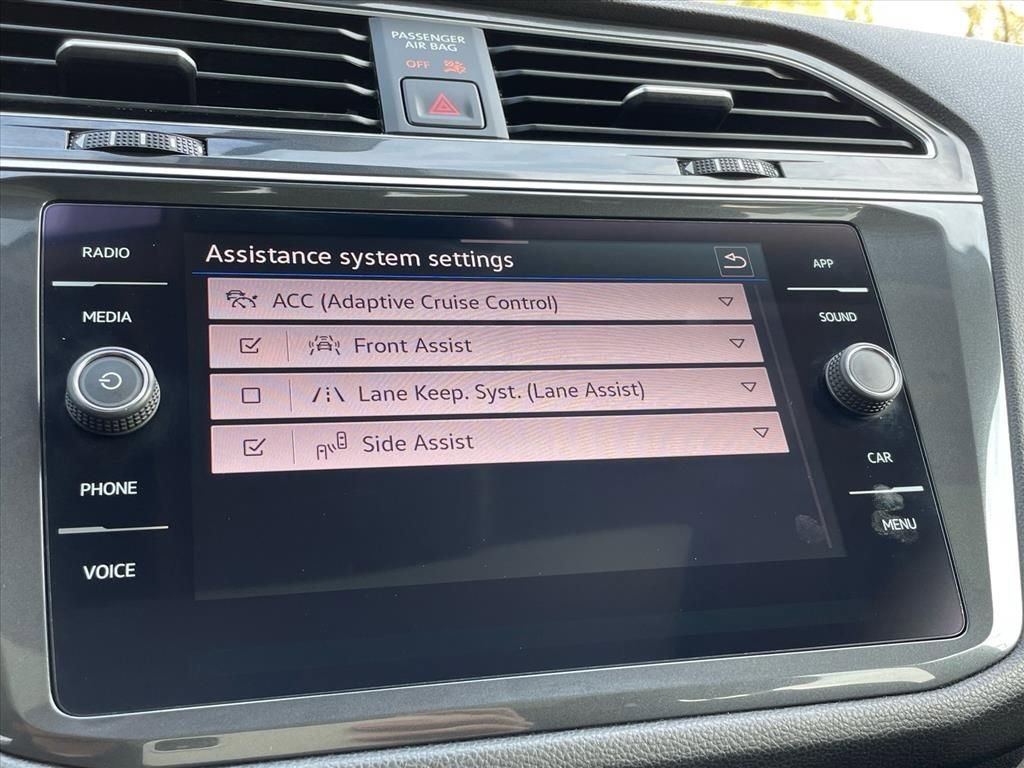 PASSENGER
AIR BAG
OFF
RADIO
MEDIA
PHONE
VOICE
Assistance system settings
ACC (Adaptive Cruise Control)
Front Assist
Lane Keep. Syst. (Lane Assist)
Side Assist
APP
SOUND
CAR
MENU